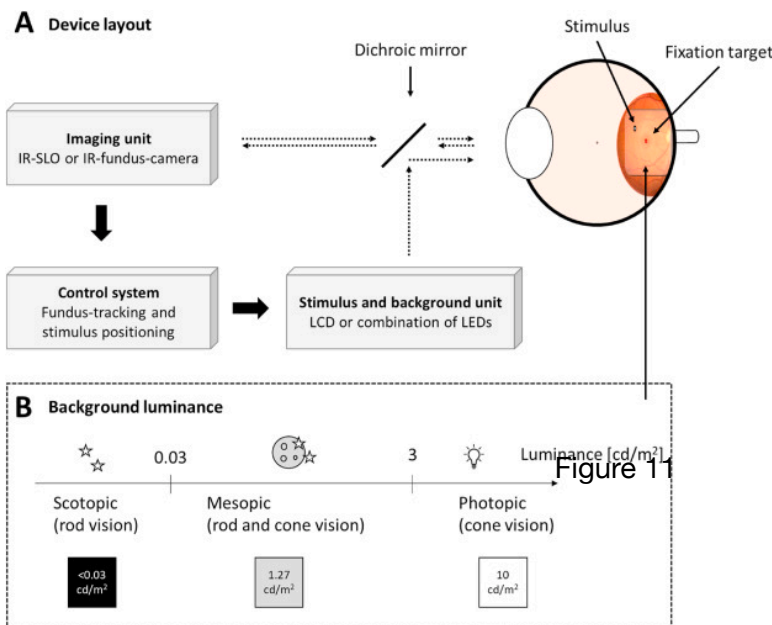 A Device layout
Stimulus
Dichroic mirror
Fixation target
Imaging unit
IR-SLO or IR-fundus-camera
Control system
Fundus-tracking and
stimulus positioning
Stimulus and background unit
LCD or combination of LEDs
B Background luminance
0.03
3
Luminance [cd/m²]
Figure 11
Scotopic
(rod vision)
Mesopic
(rod and cone vision)
Photopic
(cone vision)
<0.03
cd/m²
1.27
cd/m²
10
cd/m²